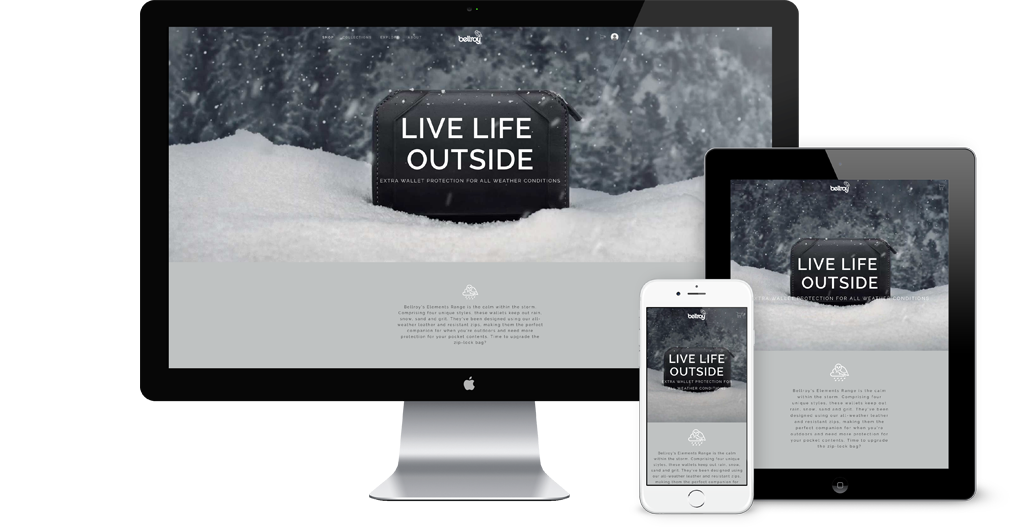 SHOP COLLECTIONS EXPLORE
bellroy
LIVE LIFE
OUTSIDE
EXTRA WALLET PROTECTION FOR ALL WEATHER CONDITIONS
Bellroy's Elements Range is the calm within the storm.
Comprising four unique styles, these wallets keep out rain,
snow, sand and grit. They've been designed using our all-
weather leather and resistant zips, making them the perfect
companion for when you're outdoors and need more
protection for your pocket contents. Time to upgrade the
zip-lock bag?
bellroy
LIVE LIFE
OUTSIDE
EXTRA WALLET PROTECTION FOR
ALL WEATHER CONDITIONS
Bellroy's Elements Range is the calm
within the storm. Comprising four unique
styles, these wallets keep out rain, snow,
sand and grit. They've been designed using
our all-weather leather and resistant zips,
making them the perfect companion for
bellroy
LIVE LIFE
OUTSIDE
EXTRA WALLET PROTECTION FOR ALL WEATHER CONDITIONS
Bellroy's Elements Range is the calm
within the storm. Comprising four
unique styles, these wallets keep out
rain, snow, sand and grit. They've been
designed using our all-weather leather
and resistant zips, making them the
perfect companion for when you're
outdoors and need more protection for
your pocket contents. Time to upgrade
the zip-lock bag?